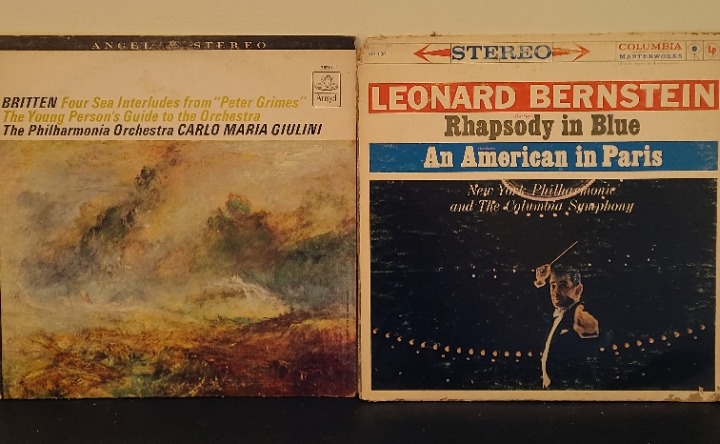 ANGEL STEREO
BRITTEN Four Sea Interludes from "Peter Grimes"
The Young Person's Guide to the Orchestra
The Philharmonia Orchestra CARLO MARIA GIULINI
Angel
STEREO
COLUMBIA
MASTERWORKS
LEONARD BERNSTEIN
Rhapsody in Blue
An American in Paris
New York Philharmonic
and The Columbia Symphony